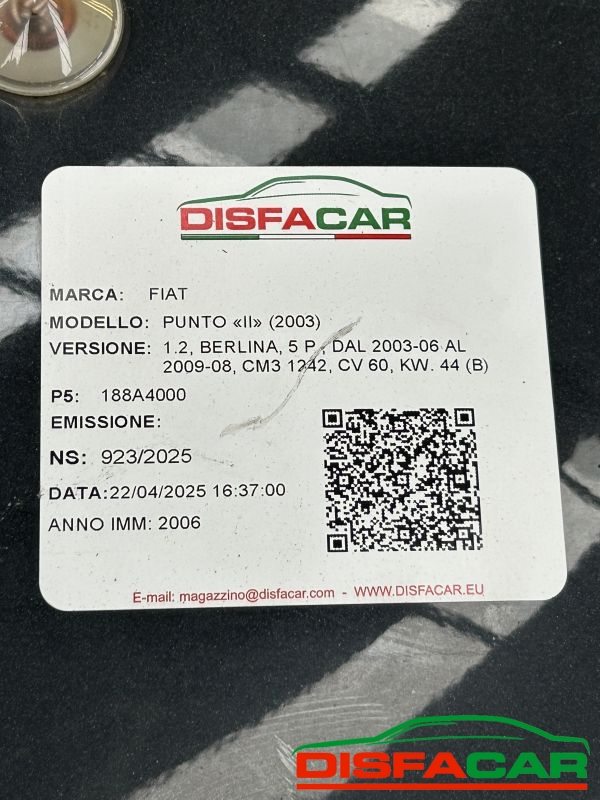 DISFACAR
MARCA: FIAT
MODELLO: PUNTO «II» (2003)
VERSIONE: 1.2, BERLINA, 5 P., DAL 2003-06 AL
2009-08, CM3 1242, CV 60, KW. 44 (B)
P5: 188A4000
EMISSIONE:
NS: 923/2025
DATA:22/04/2025 16:37:00
ANNO IMM: 2006
E-mail: magazzino@disfacar.com - WWW.DISFACAR.EU
DISFACAR